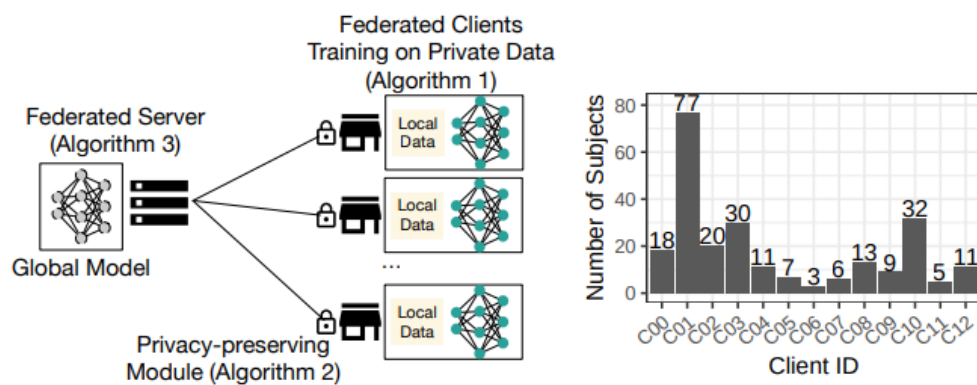 Federated Clients
Training on Private Data
(Algorithm 1)
Federated Server
(Algorithm 3)
Global Model
Local
Data
Local
Data
...
Local
Data
Privacy-preserving
Module (Algorithm 2)
Number of Subjects
80
60
40
20
0
18
77
20
30
11
7
3
6
13
9
32
5
11
C00
C01
C02
C03
C04
C05
C06
C07
C08
C09
C10
C11
C12
Client ID